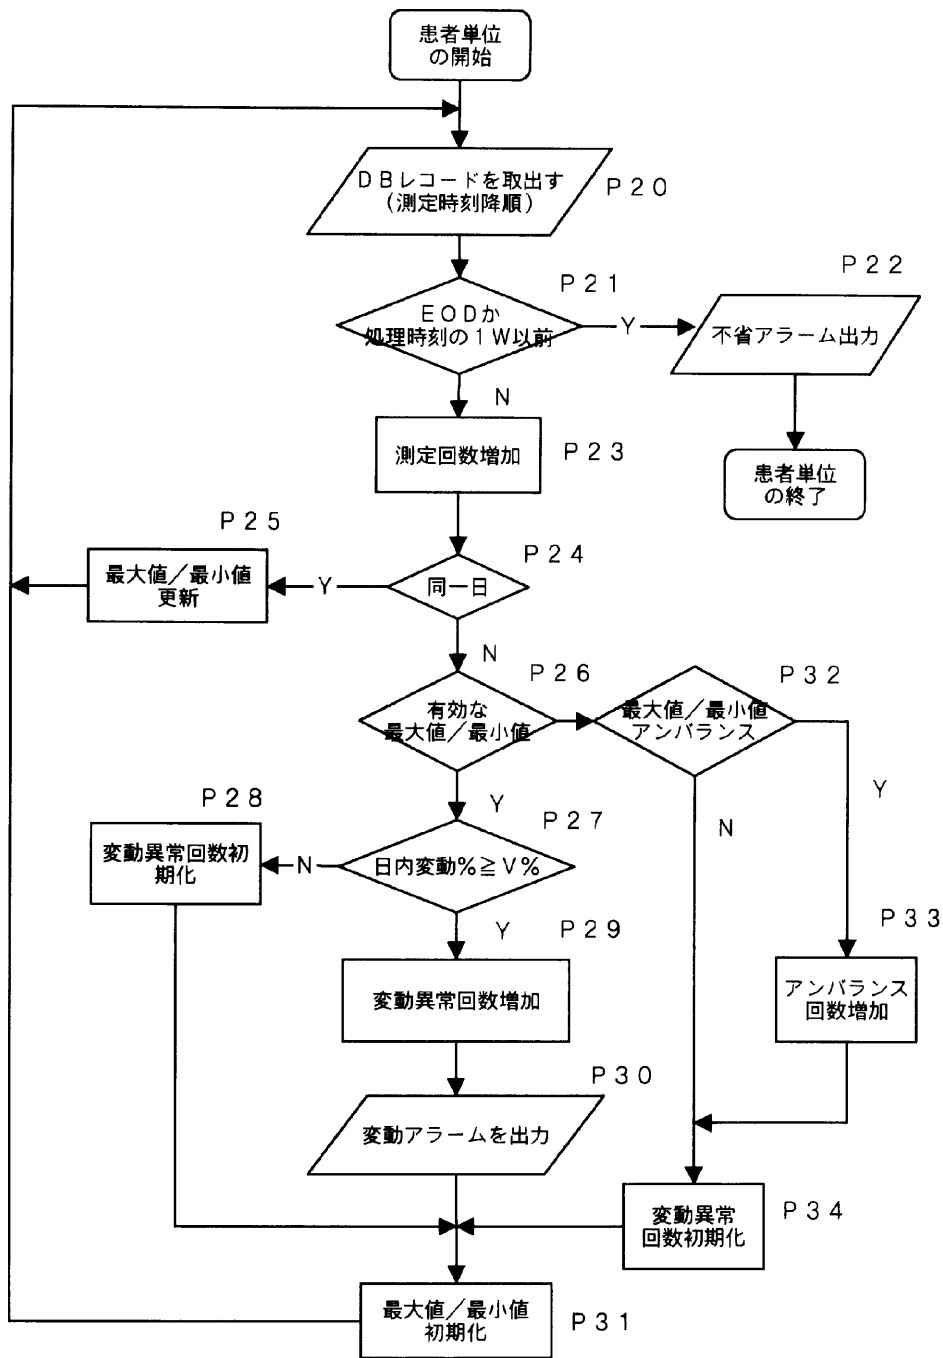 患者単位
の開始
DBレコードを取出す
(測定時刻降順)
P20
EODか
処理時刻の1W以前
P21
Y
P22
不省アラーム出力
患者単位
の終了
N
測定回数増加
P23
P24
同一日
Y
P25
最大値/最小値
更新
N
P26
有効な
最大値/最小値
P32
最大値/最小値
アンバランス
Y
N
Y
P27
日内変動%≧V%
N
P28
変動異常回数初
期化
Y
P29
変動異常回数増加
P33
アンバランス
回数増加
P30
変動アラームを出力
変動異常
回数初期化
P34
最大値/最小値
初期化
P31